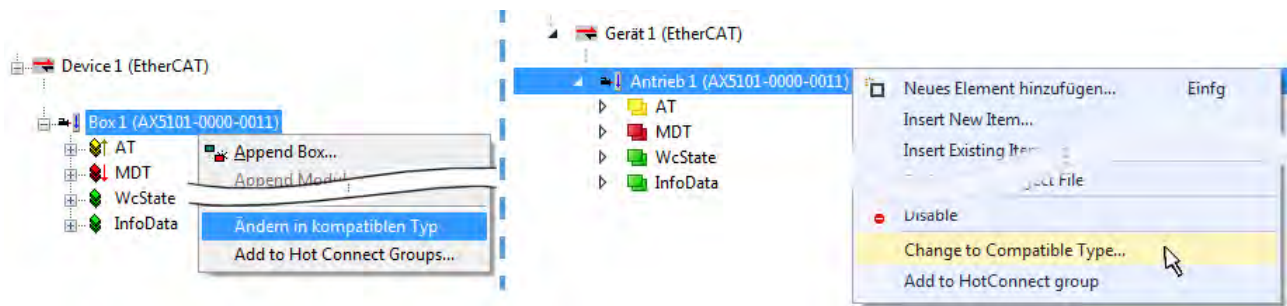 Device 1 (EtherCAT)
Box 1 (AX5101-0000-0011)
AT
MDT
WcState
InfoData
Append Box...
Append Modul
Ändern in kompatiblen Typ
Add to Hot Connect Groups...
Gerät 1 (EtherCAT)
Antrieb 1 (AX5101-0000-0011)
AT
MDT
WcState
InfoData
Neues Element hinzufügen... Einfg
Insert New Item...
Insert Existing
File
Disable
Change to Compatible Type...
Add to HotConnect group